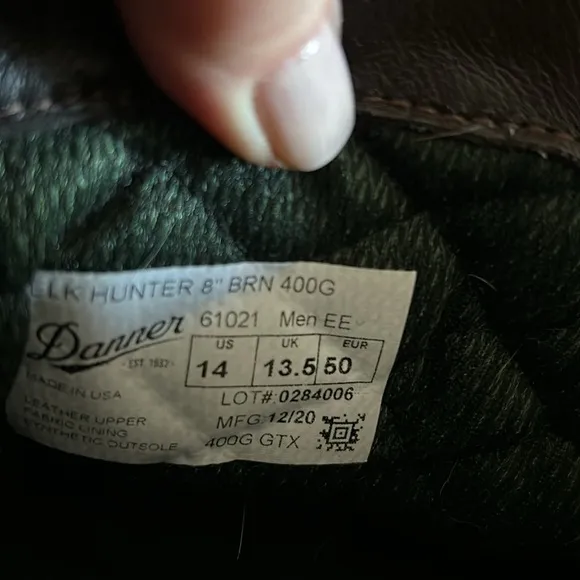 ELK HUNTER 8" BRN 400G
Danner 61021 Men EE
EST. 1932
US UK EUR
14 13.5 50
MADE IN USA
LOT#:0284006
LEATHER UPPER
MFG:12/20
FABRIC LINING
SYNTHETIC OUTSOLE
400G GTX